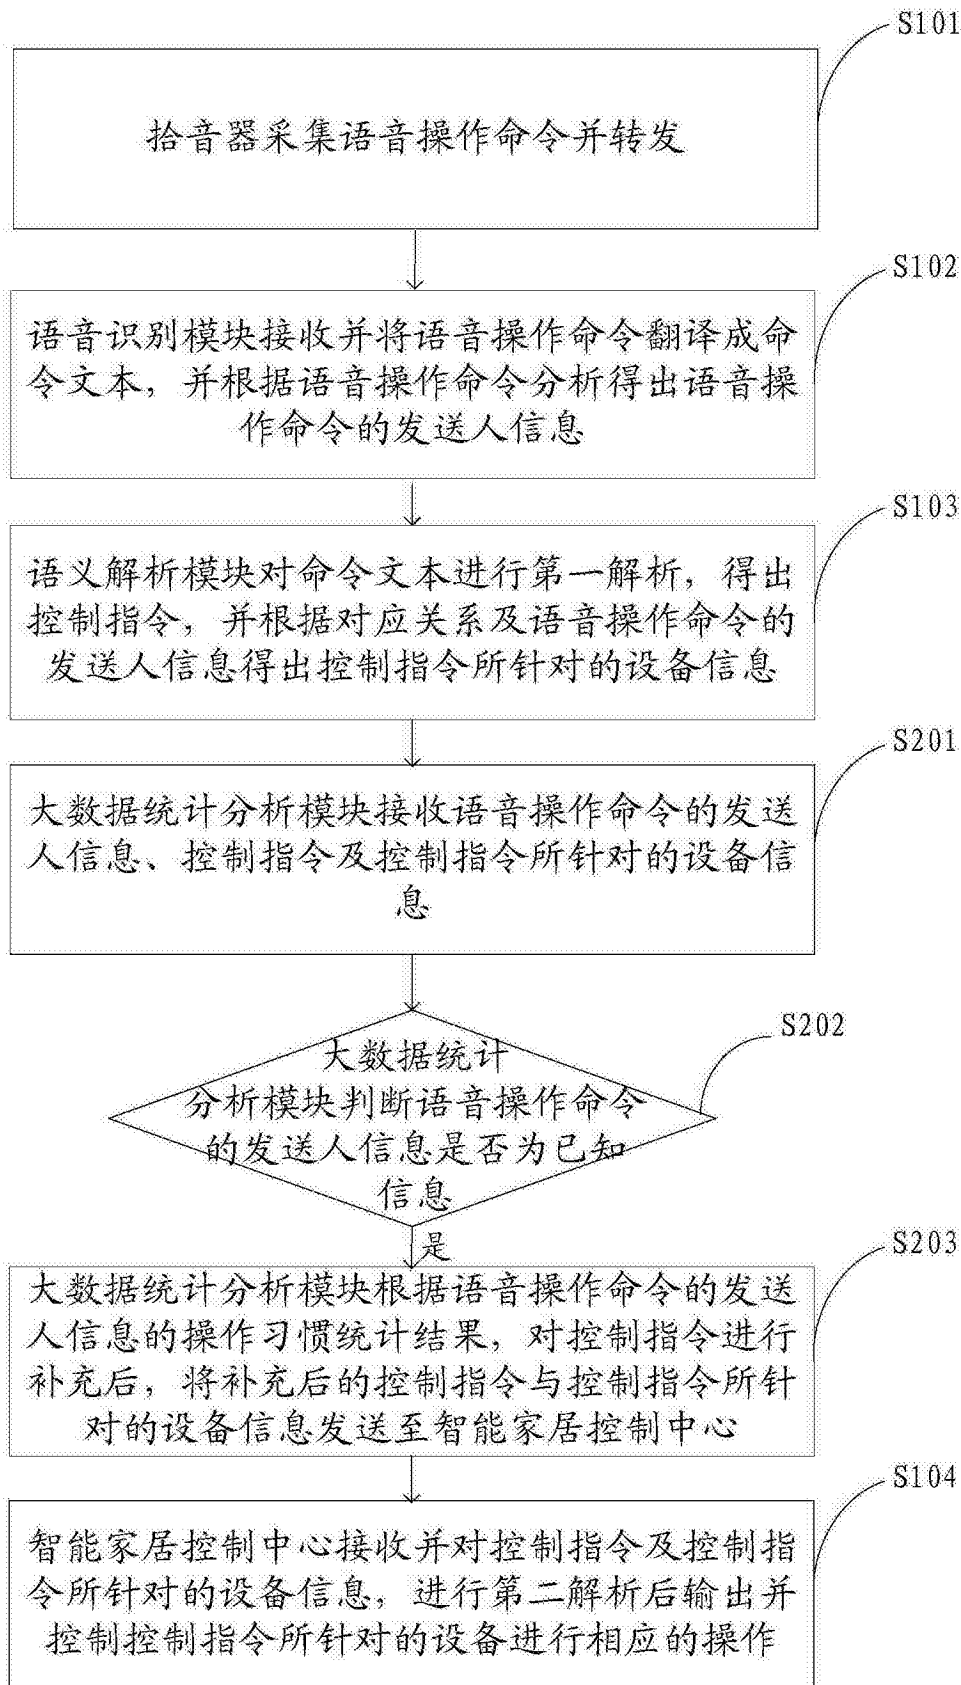 S101
拾音器采集语音操作命令并转发
S102
语音识别模块接收并将语音操作命令翻译成命
令文本，并根据语音操作命令分析得出语音操
作命令的发送人信息
S103
语义解析模块对命令文本进行第一解析，得出
控制指令，并根据对应关系及语音操作命令的
发送人信息得出控制指令所针对的设备信息
S201
大数据统计分析模块接收语音操作命令的发送
人信息、控制指令及控制指令所针对的设备信
息
S202
大数据统计
分析模块判断语音操作命令
的发送人信息是否为已知
信息
是
S203
大数据统计分析模块根据语音操作命令的发送
人信息的操作习惯统计结果，对控制指令进行
补充后，将补充后的控制指令与控制指令所针
对的设备信息发送至智能家居控制中心
S104
智能家居控制中心接收并对控制指令及控制指
令所针对的设备信息，进行第二解析后输出并
控制控制指令所针对的设备进行相应的操作